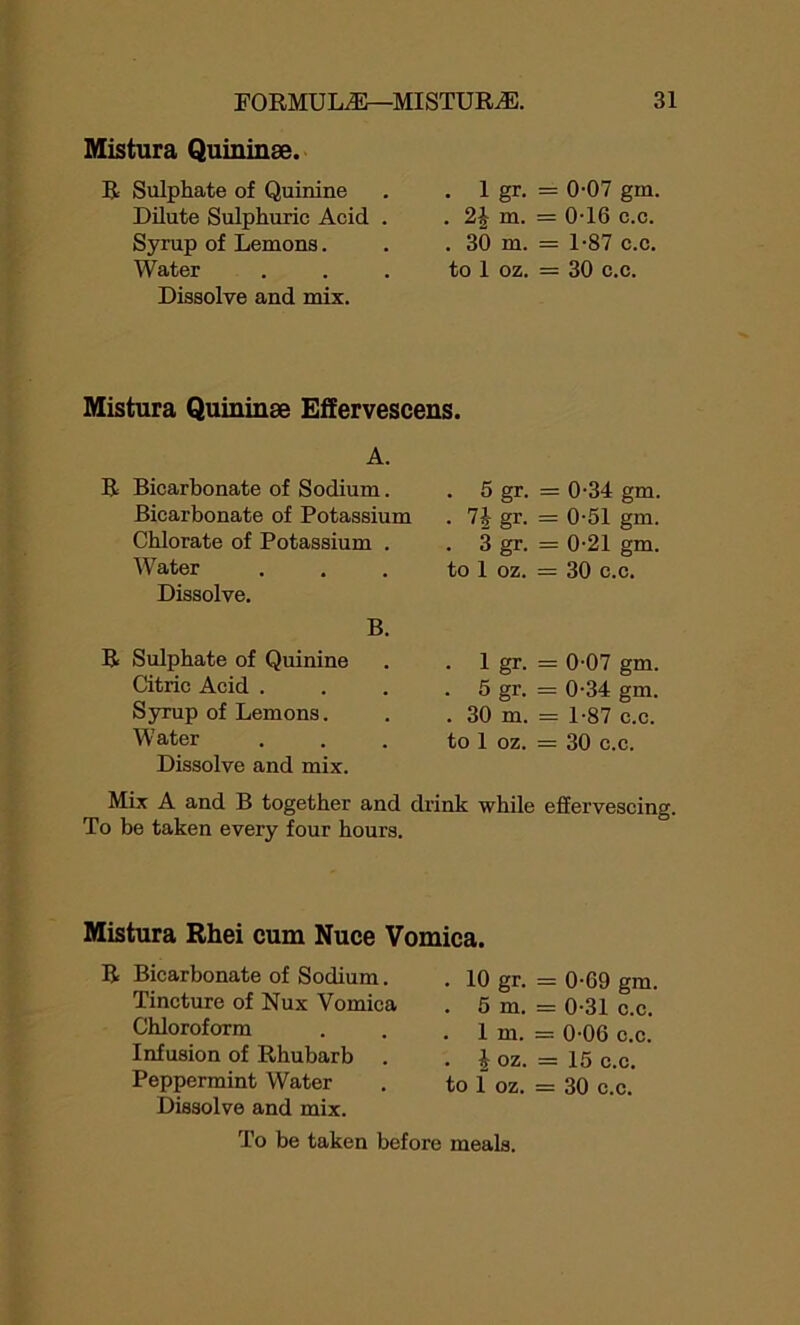 FORMULÆ—MISTURÆ. 31
Mistura Quininæ.
℞ Sulphate of Quinine . . 1 gr. = 0·07 gm.
Dilute Sulphuric Acid . . 2½ m. = 0·16 c.c.
Syrup of Lemons. . . 30 m. = 1·87 c.c.
Water . . . to 1 oz. = 30 c.c.
Dissolve and mix.
Mistura Quininæ Effervescens.
A.
℞ Bicarbonate of Sodium. . 5 gr. = 0·34 gm.
Bicarbonate of Potassium . 7½ gr. = 0·51 gm.
Chlorate of Potassium . . 3 gr. = 0·21 gm.
Water . . . to 1 oz. = 30 c.c.
Dissolve.
B.
℞ Sulphate of Quinine . . 1 gr. = 0·07 gm.
Citric Acid . . . . 5 gr. = 0·34 gm.
Syrup of Lemons. . . 30 m. = 1·87 c.c.
Water . . . to 1 oz. = 30 c.c.
Dissolve and mix.
Mix A and B together and drink while effervescing.
To be taken every four hours.
Mistura Rhei cum Nuce Vomica.
℞ Bicarbonate of Sodium. . 10 gr. = 0·69 gm.
Tincture of Nux Vomica . 5 m. = 0·31 c.c.
Chloroform . . . 1 m. = 0·06 c.c.
Infusion of Rhubarb . . ½ oz. = 15 c.c.
Peppermint Water . to 1 oz. = 30 c.c.
Dissolve and mix.
To be taken before meals.